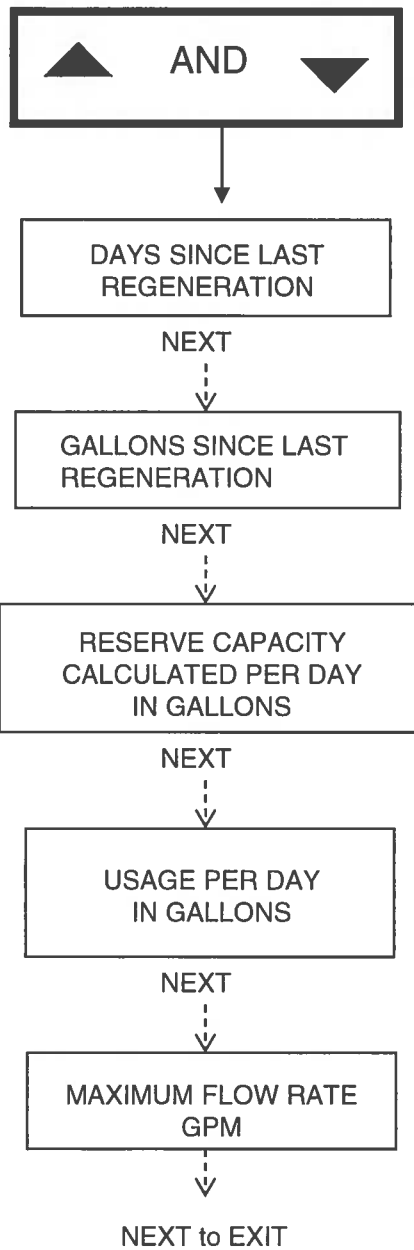 AND
DAYS SINCE LAST
REGENERATION
NEXT
GALLONS SINCE LAST
REGENERATION
NEXT
RESERVE CAPACITY
CALCULATED PER DAY
IN GALLONS
NEXT
USAGE PER DAY
IN GALLONS
NEXT
MAXIMUM FLOW RATE
GPM
NEXT to EXIT